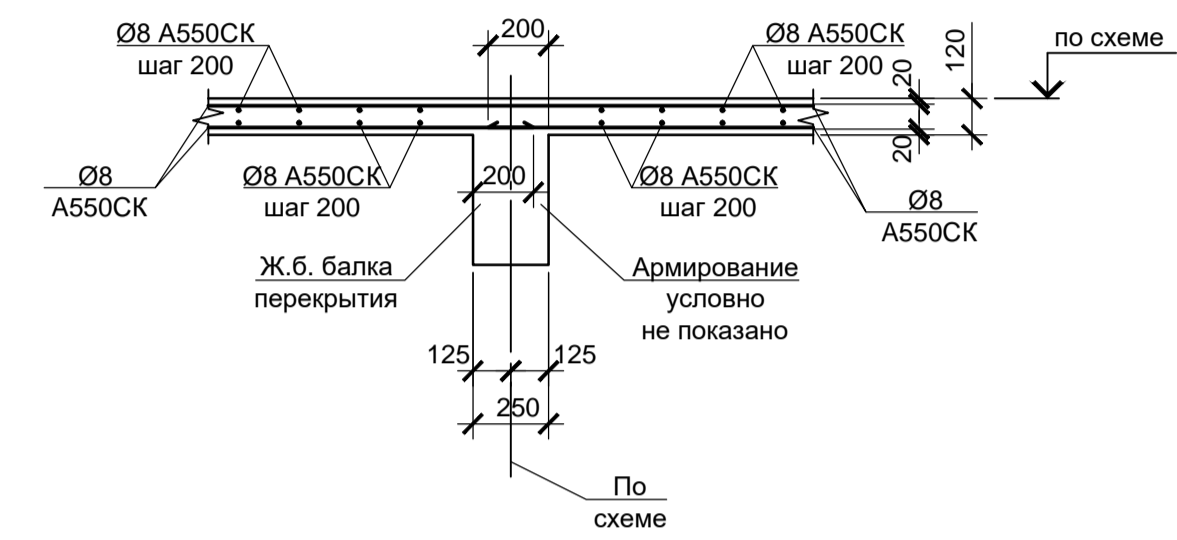 Ø8 А550СК
шаг 200
200
Ø8 А550СК
шаг 200
20
120
по схеме
Ø8
А550СК
Ø8 А550СК
шаг 200
200
Ø8 А550СК
шаг 200
20
Ø8
А550СК
Ж.б. балка
перекрытия
Армирование
условно
не показано
125
125
250
По
схеме